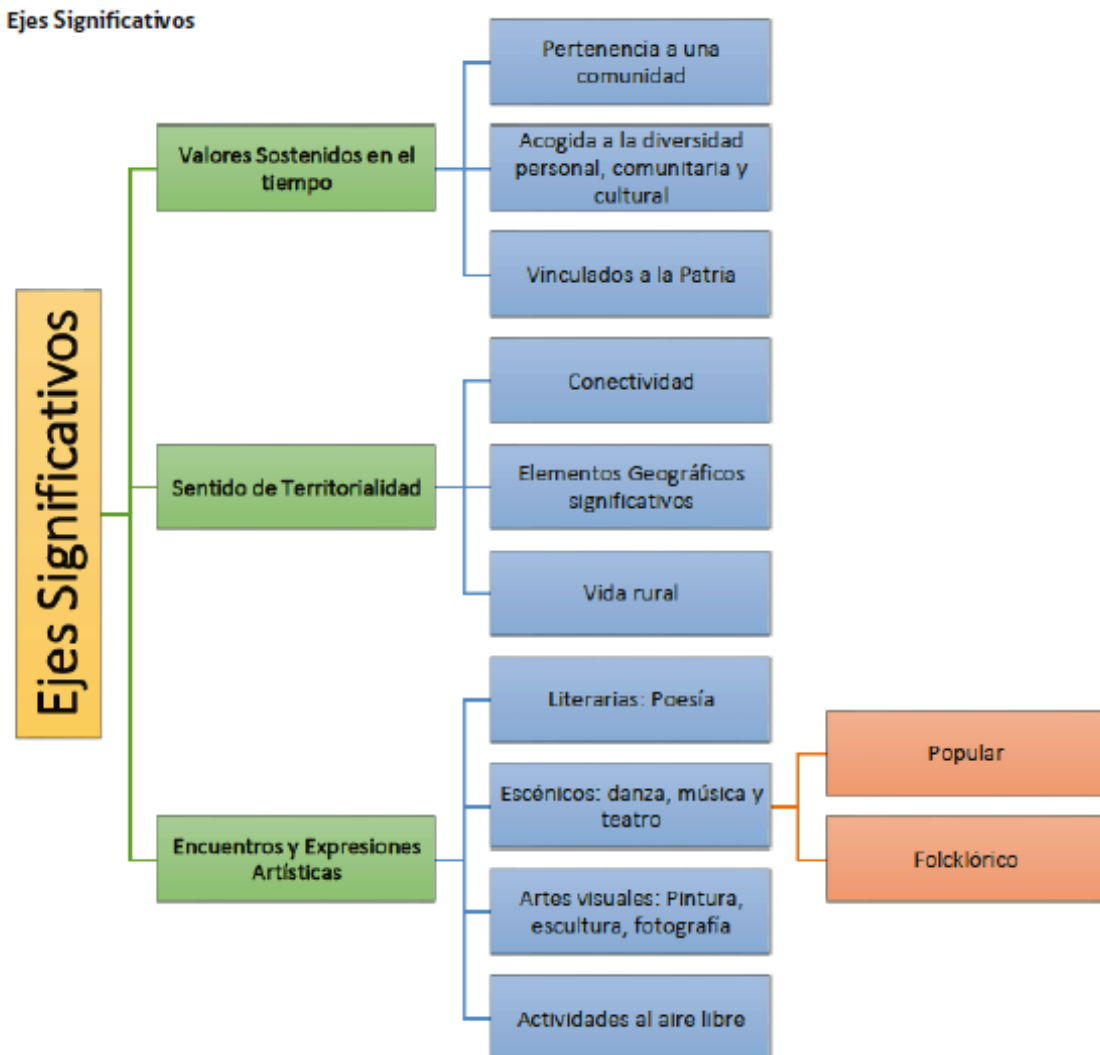 Ejes Significativos
Ejes Significativos
Valores Sostenidos en el
tiempo
Pertenencia a una
comunidad
Acogida a la diversidad
personal, comunitaria y
cultural
Vinculados a la Patria
Sentido de Territorialidad
Conectividad
Elementos Geográficos
significativos
Vida rural
Encuentros y Expresiones
Artísticas
Literarias: Poesía
Escénicos: danza, música y
teatro
Popular
Folcklórico
Artes visuales: Pintura,
escultura, fotografía
Actividades al aire libre